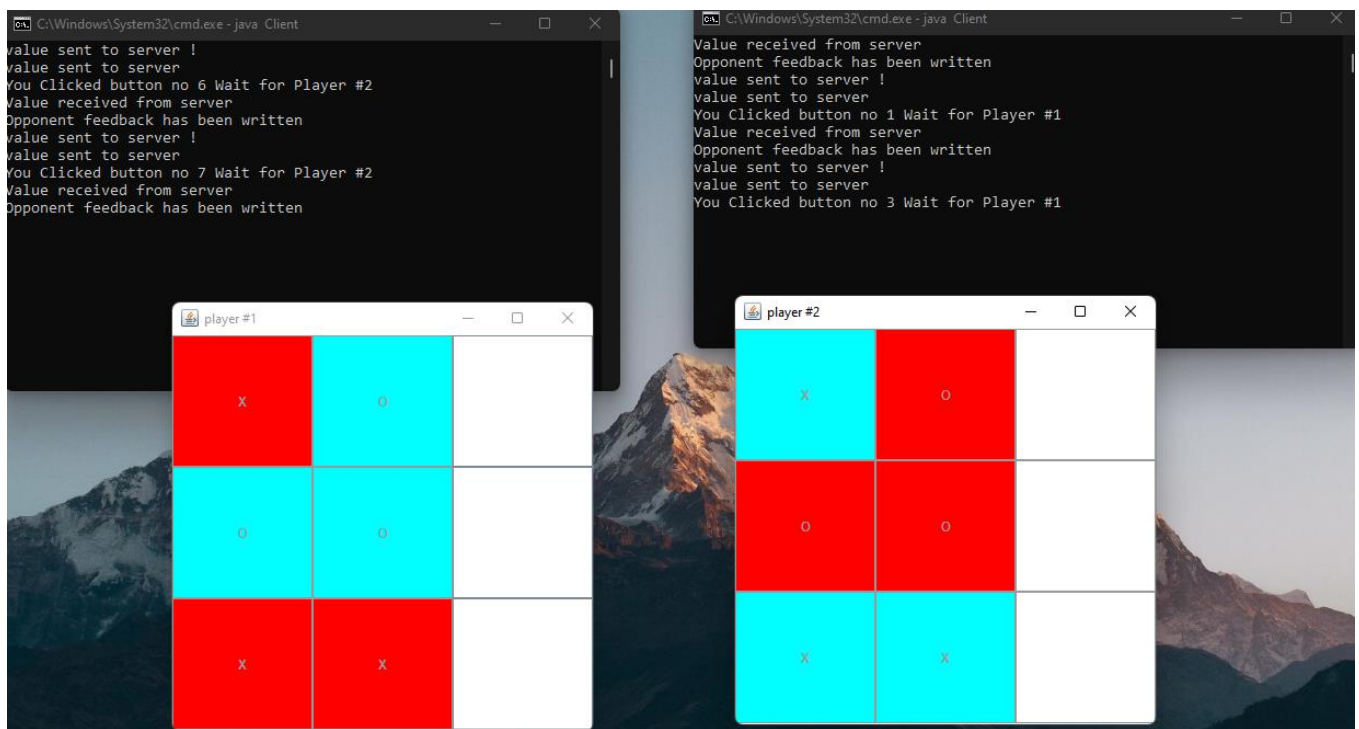 C:\Windows\System32\cmd.exe - java Client
value sent to server !
value sent to server
You Clicked button no 6 Wait for Player #2
Value received from server
Opponent feedback has been written
value sent to server !
value sent to server
You Clicked button no 7 Wait for Player #2
Value received from server
Opponent feedback has been written
C:\Windows\System32\cmd.exe - java Client
Value received from server
Opponent feedback has been written
value sent to server !
value sent to server
You Clicked button no 1 Wait for Player #1
Value received from server
Opponent feedback has been written
value sent to server !
value sent to server
You Clicked button no 3 Wait for Player #1
player #1
X O
O O
X X
player #2
X O
O O
X X